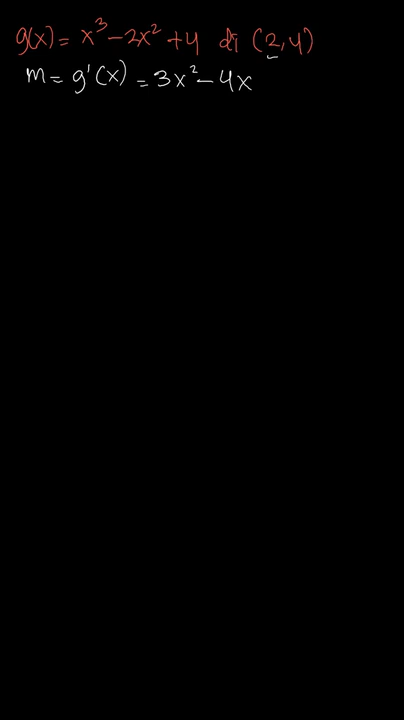 g(x) = x³ - 2x² + 4 di (2, 4)
m = g'(x) = 3x² - 4x